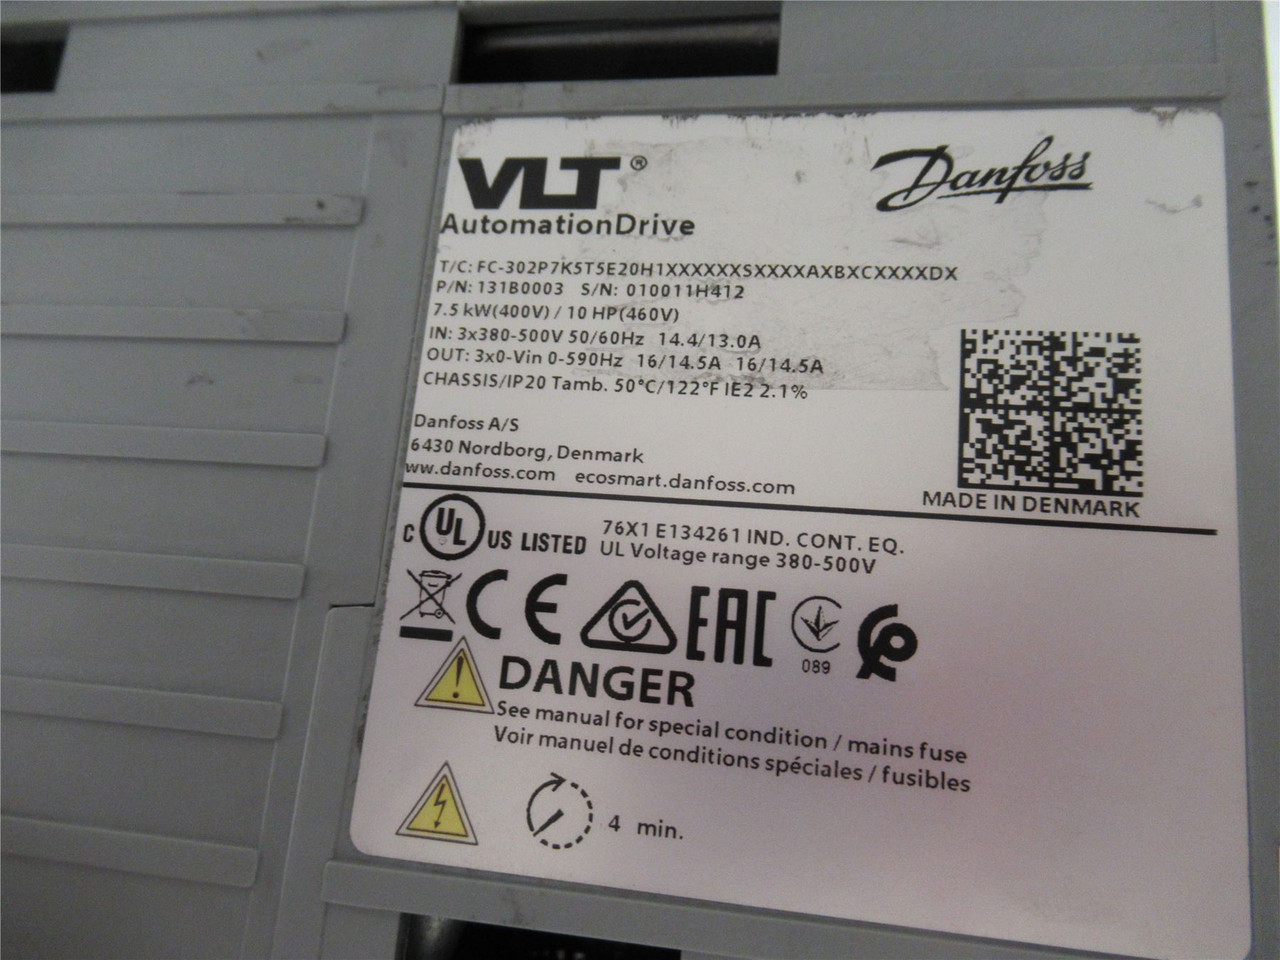 VLT®
Danfoss
AutomationDrive
T/C: FC-302P7K5T5E20H1XXXXXXSXXXXAXBXCXXXXDX
P/N: 131B0003 S/N: 010011H412
7.5 kW(400V) / 10 HP(460V)
IN: 3x380-500V 50/60Hz 14.4/13.0A
OUT: 3x0-Vin 0-590Hz 16/14.5A 16/14.5A
CHASSIS/IP20 Tamb. 50°C/122°F IE2 2.1%
Danfoss A/S
6430 Nordborg, Denmark
ww.danfoss.com ecosmart.danfoss.com
MADE IN DENMARK
C UL US LISTED 76X1 E134261 IND. CONT. EQ.
UL Voltage range 380-500V
CE EAC
089
DANGER
See manual for special condition / mains fuse
Voir manuel de conditions spéciales / fusibles
4 min.